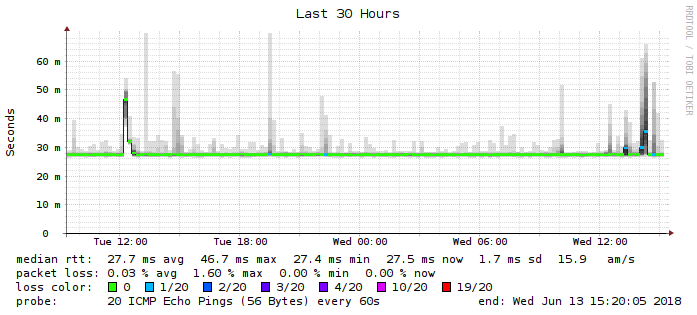 Last 30 Hours
RRDTOOL / TOBI OETIKER
Seconds
60 m
50 m
40 m
30 m
20 m
10 m
0
Tue 12:00 Tue 18:00 Wed 00:00 Wed 06:00 Wed 12:00
median rtt: 27.7 ms avg 46.7 ms max 27.4 ms min 27.5 ms now 1.7 ms sd 15.9 am/s
packet loss: 0.03 % avg 1.60 % max 0.00 % min 0.00 % now
loss color: 0 1/20 2/20 3/20 4/20 10/20 19/20
probe: 20 ICMP Echo Pings (56 Bytes) every 60s end: Wed Jun 13 15:20:05 2018